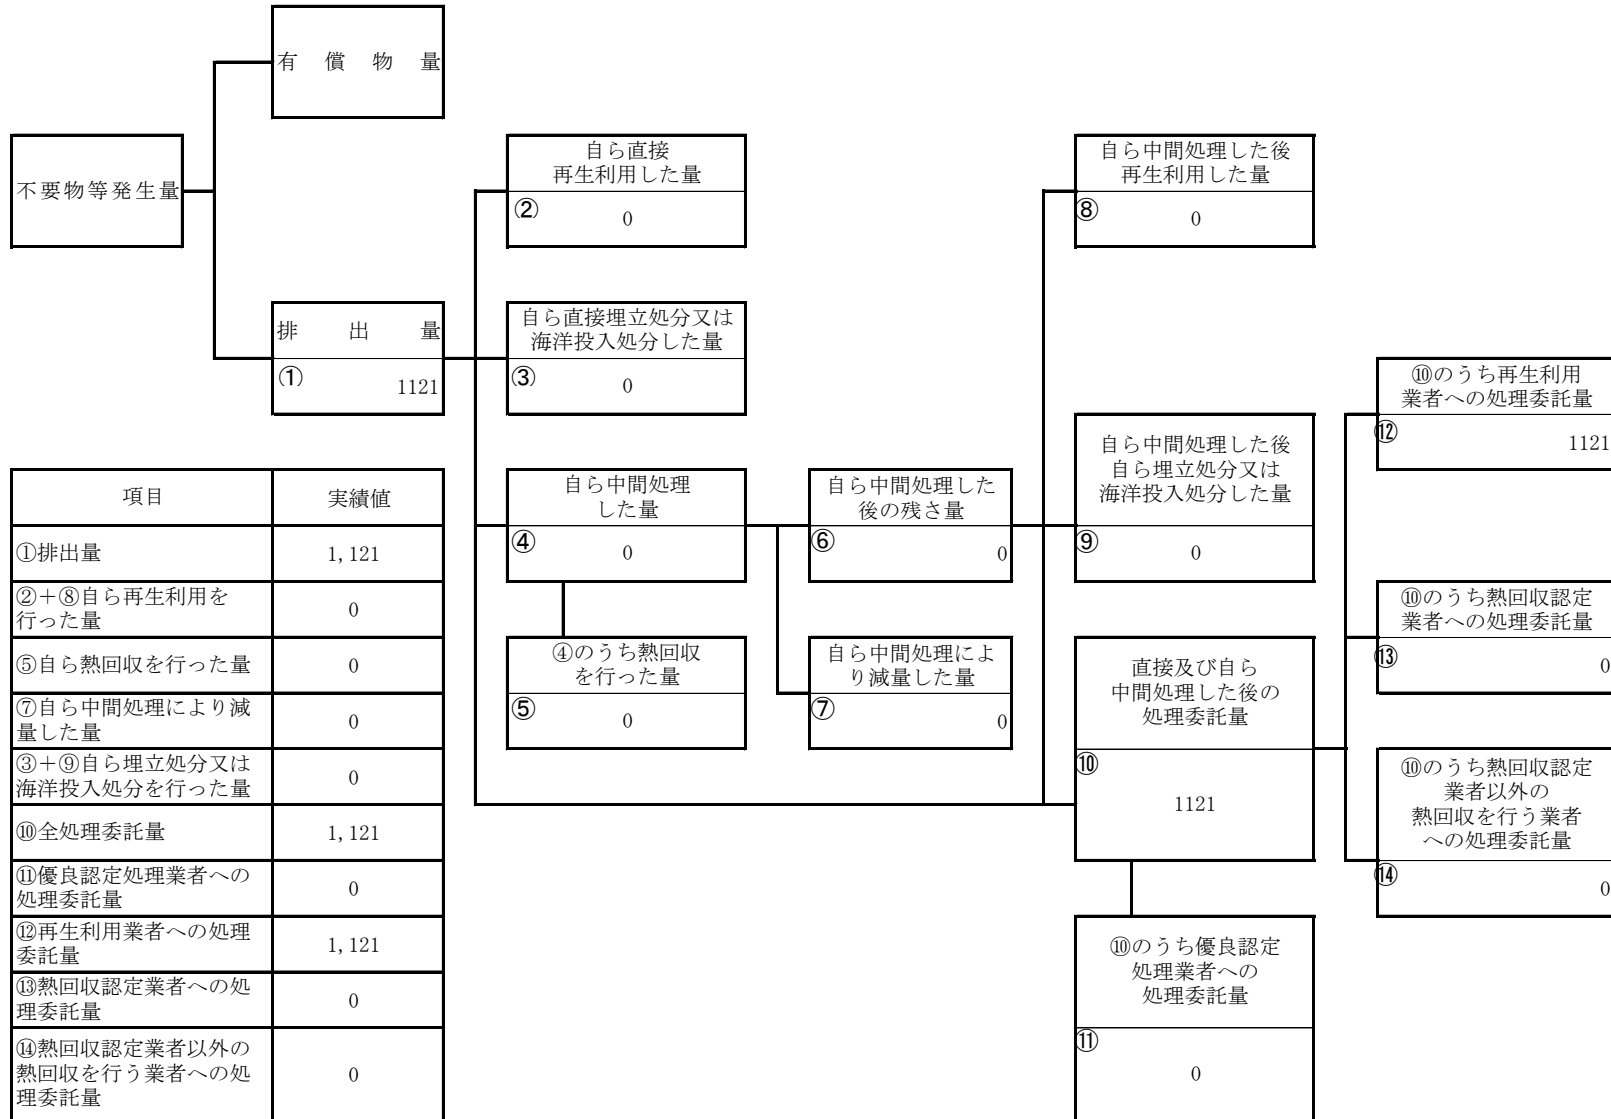 有償物量
不要物等発生量
排出量
①
1121
自ら直接
再生利用した量
②
0
自ら直接埋立処分又は
海洋投入処分した量
③
0
自ら中間処理
した量
④
0
④のうち熱回収
を行った量
⑤
0
自ら中間処理した
後の残さ量
⑥
0
自ら中間処理によ
り減量した量
⑦
0
自ら中間処理した後
再生利用した量
⑧
0
自ら中間処理した後
自ら埋立処分又は
海洋投入処分した量
⑨
0
直接及び自ら
中間処理した後の
処理委託量
⑩
1121
⑩のうち優良認定
処理業者への
処理委託量
⑪
0
⑩のうち再生利用
業者への処理委託量
⑫
1121
⑩のうち熱回収認定
業者への処理委託量
⑬
0
⑩のうち熱回収認定
業者以外の
熱回収を行う業者
への処理委託量
⑭
0
項目 実績値
①排出量 1,121
②+⑧自ら再生利用を
行った量 0
⑤自ら熱回収を行った量 0
⑦自ら中間処理により減
量した量 0
③+⑨自ら埋立処分又は
海洋投入処分を行った量 0
⑩全処理委託量 1,121
⑪優良認定処理業者への
処理委託量 0
⑫再生利用業者への処理
委託量 1,121
⑬熱回収認定業者への処
理委託量 0
⑭熱回収認定業者以外の
熱回収を行う業者への処
理委託量 0